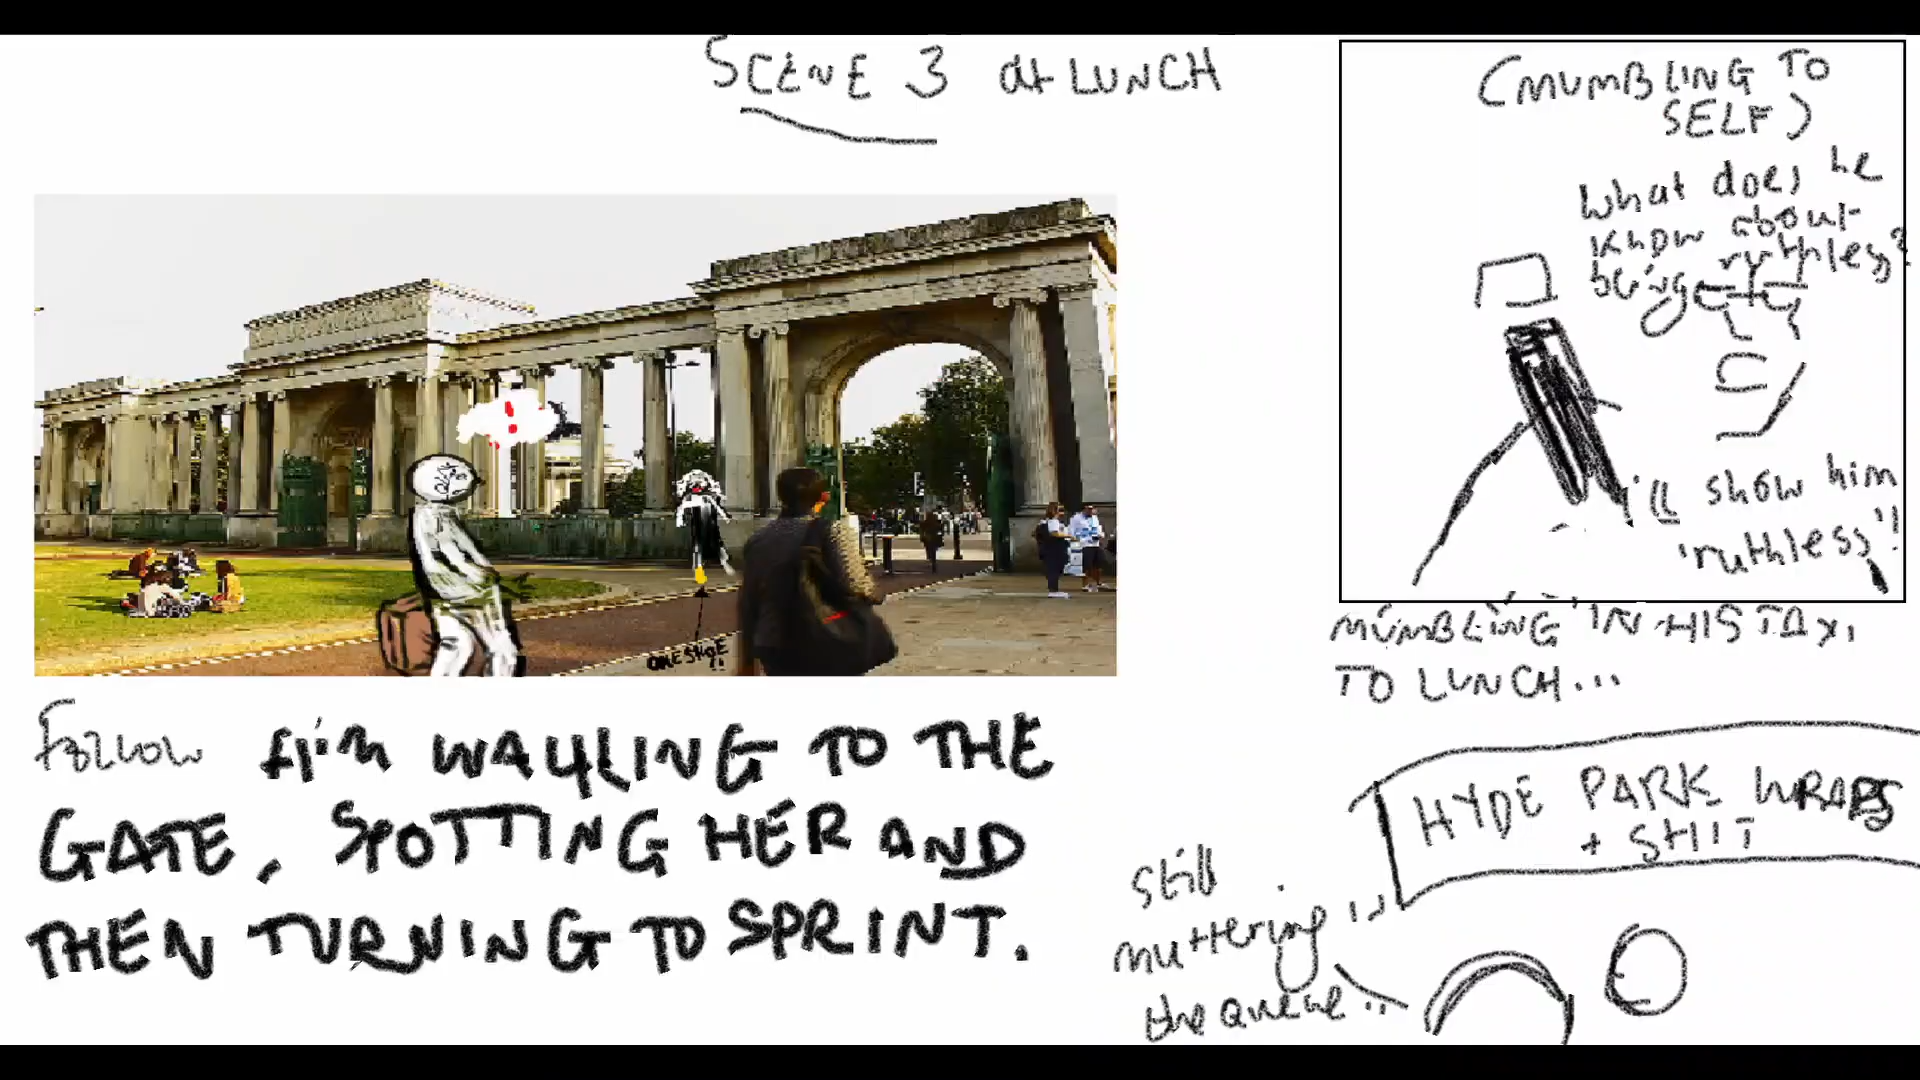 SCENE 3 at LUNCH
(MUMBLING TO
SELF)
What does he
know about
being ruthless?
I'll show him
'ruthless'!
MUMBLING IN HIS TAXI
TO LUNCH...
!
ONE SHOE!!
Follow him WALKING TO THE
GATE, SPOTTING HER AND
THEN TURNING TO SPRINT.
HYDE PARK WRAPS
+ SHIT
still
muttering in
the queue..